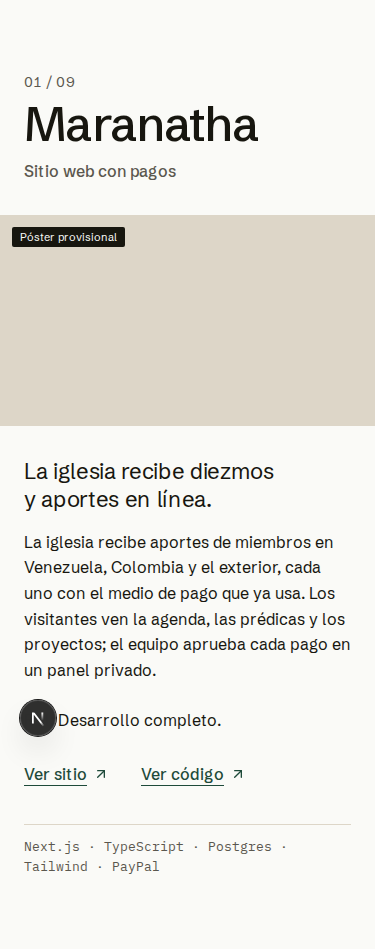 01 / 09
Maranatha
Sitio web con pagos
Póster provisional
La iglesia recibe diezmos
y aportes en línea.
La iglesia recibe aportes de miembros en
Venezuela, Colombia y el exterior, cada
uno con el medio de pago que ya usa. Los
visitantes ven la agenda, las prédicas y los
proyectos; el equipo aprueba cada pago en
un panel privado.
N Desarrollo completo.
Ver sitio ↗ Ver código ↗
Next.js · TypeScript · Postgres ·
Tailwind · PayPal